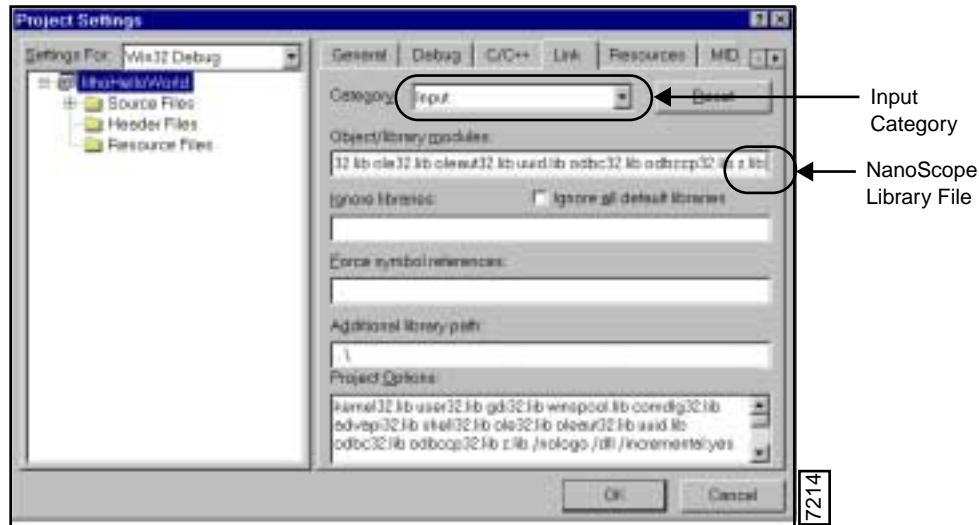 Project Settings
Settings For: Win32 Debug
General Debug C/C++ Link Resources MID
lithoHelloWorld
Source Files
Header Files
Resource Files
Category: Input
Reset
Input
Category
Object/library modules:
32.lib ole32.lib oleaut32.lib uuid.lib odbc32.lib odbccp32.lib z.lib
NanoScope
Library File
Ignore libraries:
Ignore all default libraries
Force symbol references:
Additional library path:
..\
Project Options:
kernel32.lib user32.lib gdi32.lib winspool.lib comdlg32.lib
advapi32.lib shell32.lib ole32.lib oleaut32.lib uuid.lib
odbc32.lib odbccp32.lib z.lib /nologo /dll /incremental:yes
OK
Cancel
7214